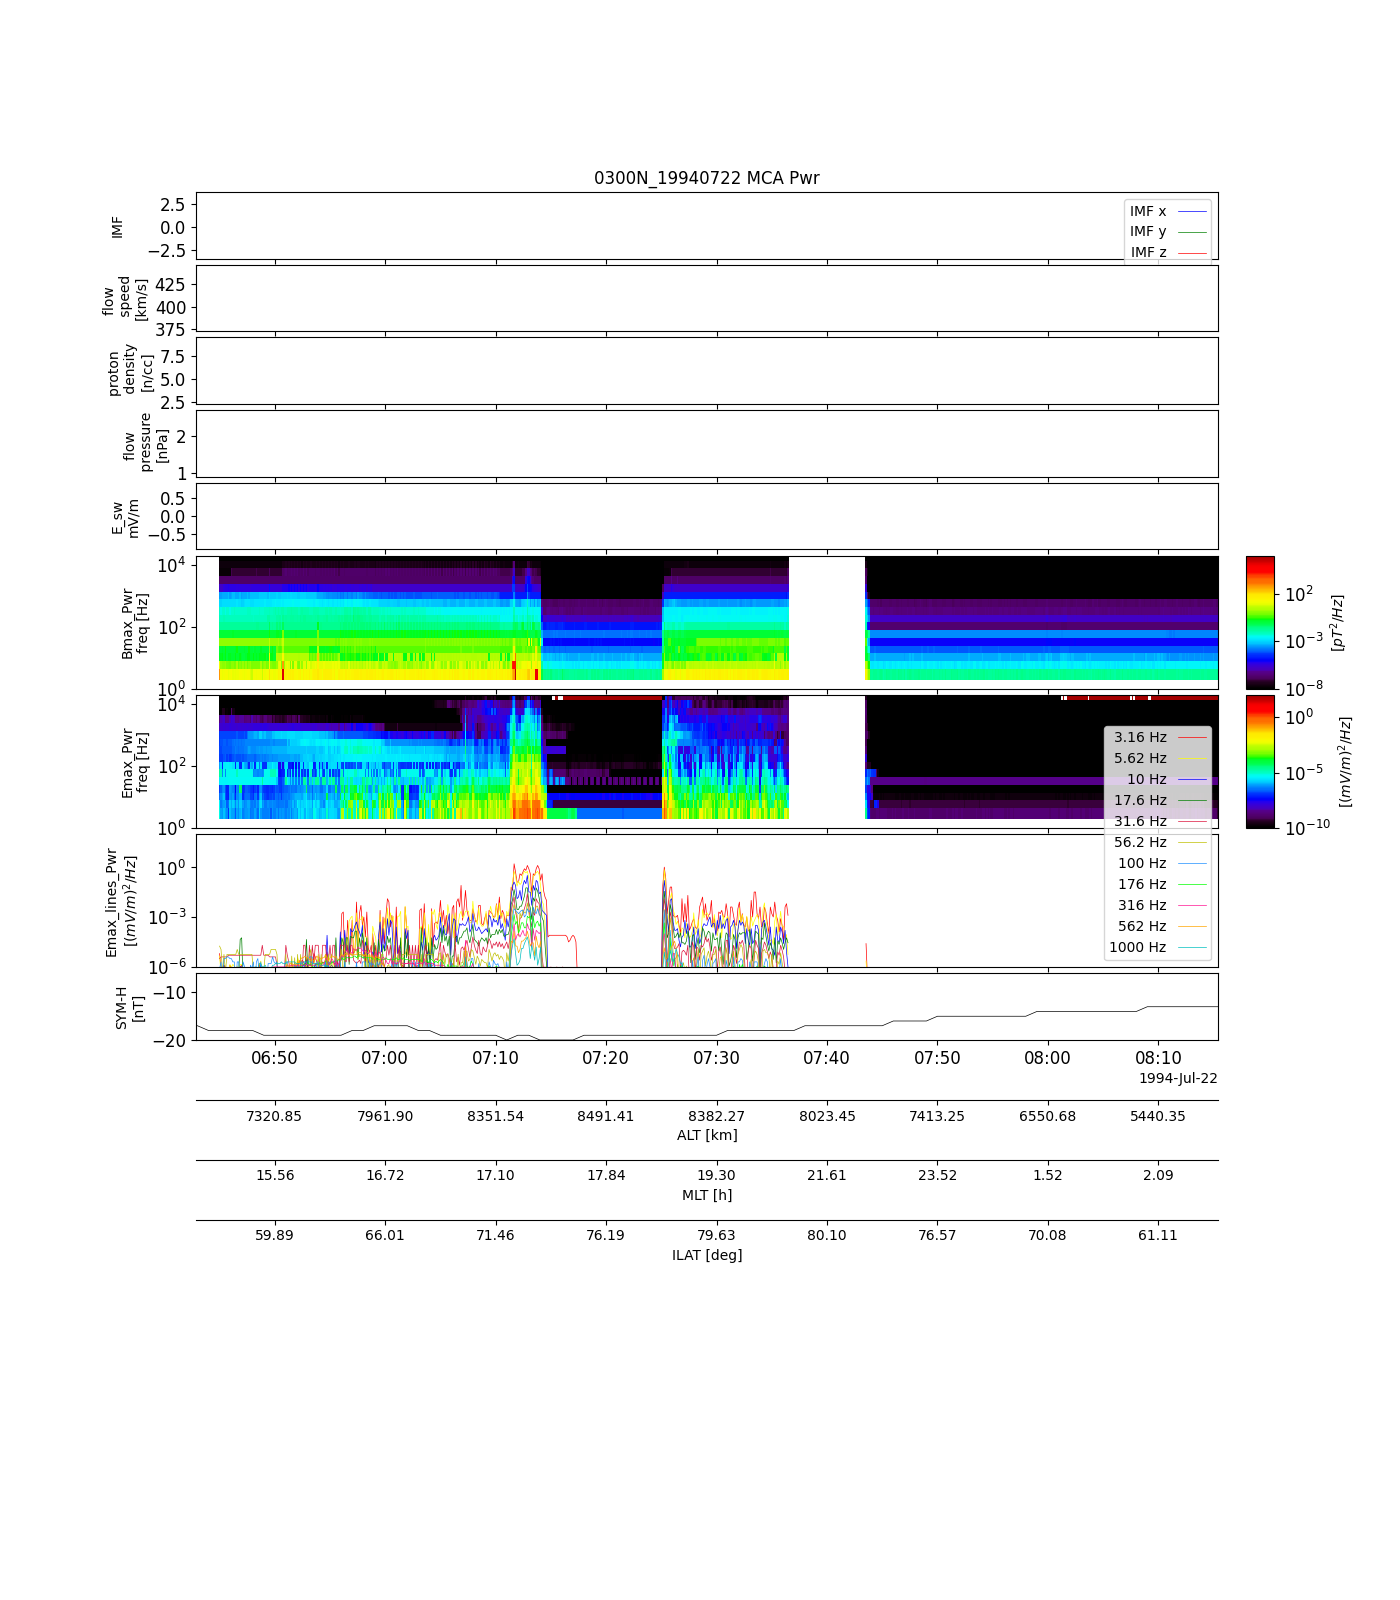 0300N_19940722 MCA Pwr
IMF
2.5
0.0
−2.5
IMF x
IMF y
IMF z
flow
speed
[km/s]
425
400
375
proton
density
[n/cc]
7.5
5.0
2.5
flow
pressure
[nPa]
2
1
E_sw
mV/m
0.5
0.0
−0.5
Bmax_Pwr
freq [Hz]
10^4
10^2
10^0
10^2
10^−3
10^−8
[pT^2/Hz]
Emax_Pwr
freq [Hz]
10^4
10^2
10^0
10^0
10^−5
10^−10
[(mV/m)^2/Hz]
3.16 Hz
5.62 Hz
10 Hz
17.6 Hz
31.6 Hz
56.2 Hz
100 Hz
176 Hz
316 Hz
562 Hz
1000 Hz
Emax_lines_Pwr
[(mV/m)^2/Hz]
10^0
10^−3
10^−6
SYM-H
[nT]
−10
−20
06:50 07:00 07:10 07:20 07:30 07:40 07:50 08:00 08:10
1994-Jul-22
7320.85 7961.90 8351.54 8491.41 8382.27 8023.45 7413.25 6550.68 5440.35
ALT [km]
15.56 16.72 17.10 17.84 19.30 21.61 23.52 1.52 2.09
MLT [h]
59.89 66.01 71.46 76.19 79.63 80.10 76.57 70.08 61.11
ILAT [deg]